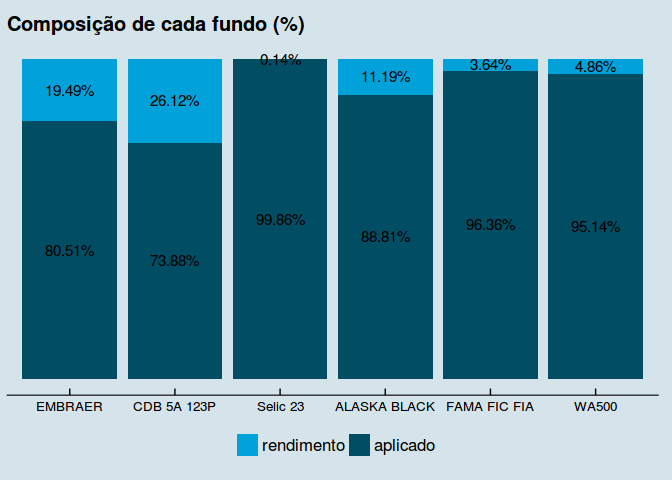 Composição de cada fundo (%)
19.49% 26.12% 0.14% 11.19% 3.64% 4.86%
80.51% 73.88% 99.86% 88.81% 96.36% 95.14%
EMBRAER CDB 5A 123P Selic 23 ALASKA BLACK FAMA FIC FIA WA500
rendimento aplicado